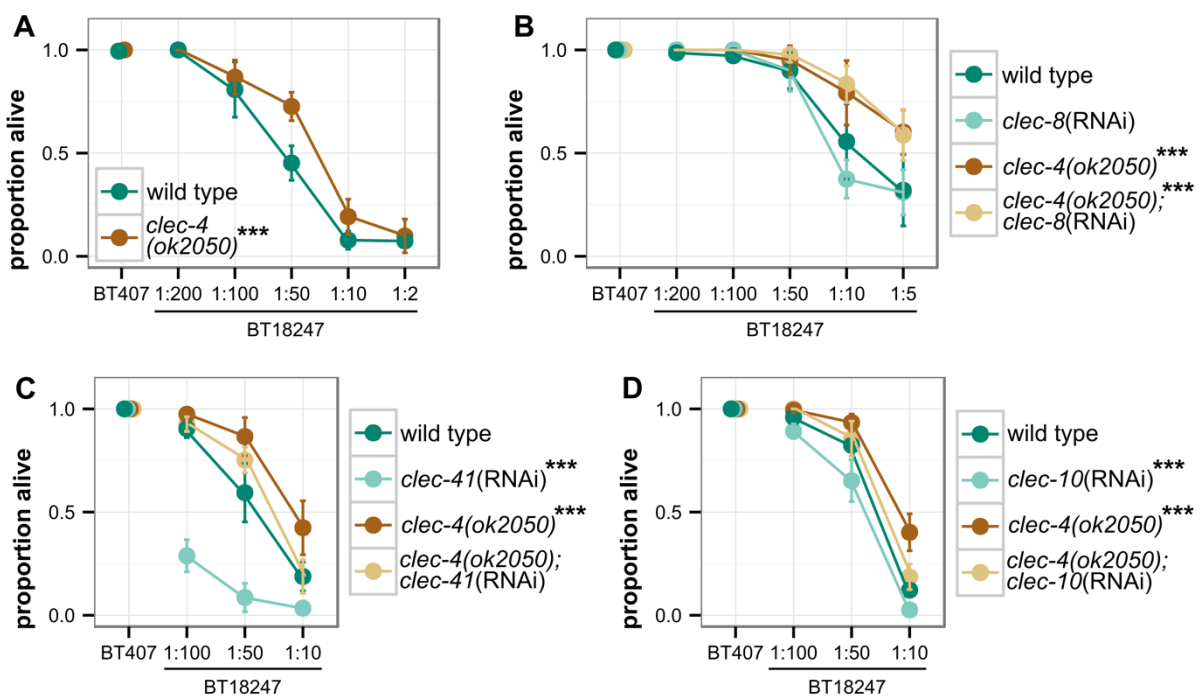 A
proportion alive
1.0
0.5
0.0
wild type
clec-4
(ok2050)***
BT407 1:200 1:100 1:50 1:10 1:2
BT18247
B
proportion alive
1.0
0.5
0.0
BT407 1:200 1:100 1:50 1:10 1:5
BT18247
wild type
clec-8(RNAi)
clec-4(ok2050)***
clec-4(ok2050);***
clec-8(RNAi)
C
proportion alive
1.0
0.5
0.0
BT407 1:100 1:50 1:10
BT18247
wild type
clec-41(RNAi)***
clec-4(ok2050)***
clec-4(ok2050);
clec-41(RNAi)
D
proportion alive
1.0
0.5
0.0
BT407 1:100 1:50 1:10
BT18247
wild type
clec-10(RNAi)***
clec-4(ok2050)***
clec-4(ok2050);
clec-10(RNAi)